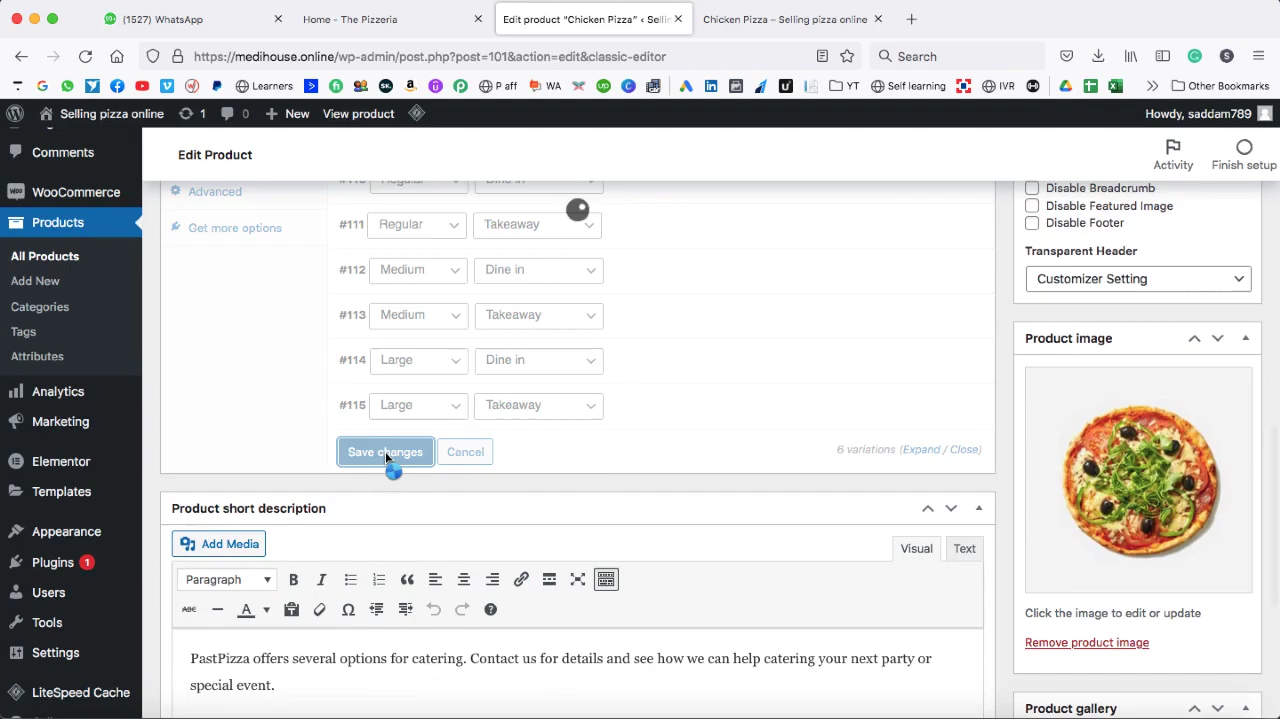 (1527) WhatsApp
Home - The Pizzeria
Edit product "Chicken Pizza" ‹ Sellin
Chicken Pizza – Selling pizza online
https://medihouse.online/wp-admin/post.php?post=101&action=edit&classic-editor
Search
Learners
P aff
WA
YT
Self learning
IVR
Other Bookmarks
Selling pizza online
1
0
New
View product
Howdy, saddam789
Comments
WooCommerce
Products
All Products
Add New
Categories
Tags
Attributes
Analytics
Marketing
Elementor
Templates
Appearance
Plugins 1
Users
Tools
Settings
LiteSpeed Cache
Edit Product
Activity
Finish setup
Advanced
Get more options
#110 Regular Dine in
#111 Regular Takeaway
#112 Medium Dine in
#113 Medium Takeaway
#114 Large Dine in
#115 Large Takeaway
Save changes
Cancel
6 variations (Expand / Close)
Product short description
Add Media
Visual
Text
Paragraph
PastPizza offers several options for catering. Contact us for details and see how we can help catering your next party or
special event.
Disable Breadcrumb
Disable Featured Image
Disable Footer
Transparent Header
Customizer Setting
Product image
Click the image to edit or update
Remove product image
Product gallery